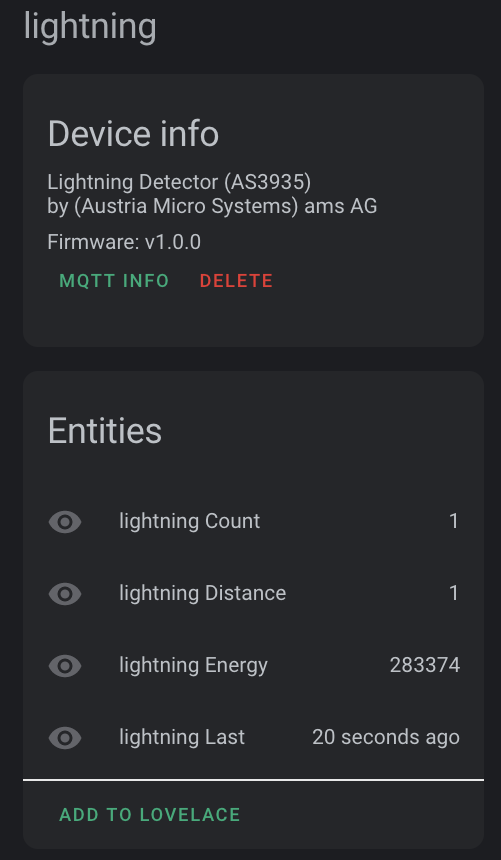 lightning
Device info
Lightning Detector (AS3935)
by (Austria Micro Systems) ams AG
Firmware: v1.0.0
MQTT INFO DELETE
Entities
lightning Count 1
lightning Distance 1
lightning Energy 283374
lightning Last 20 seconds ago
ADD TO LOVELACE